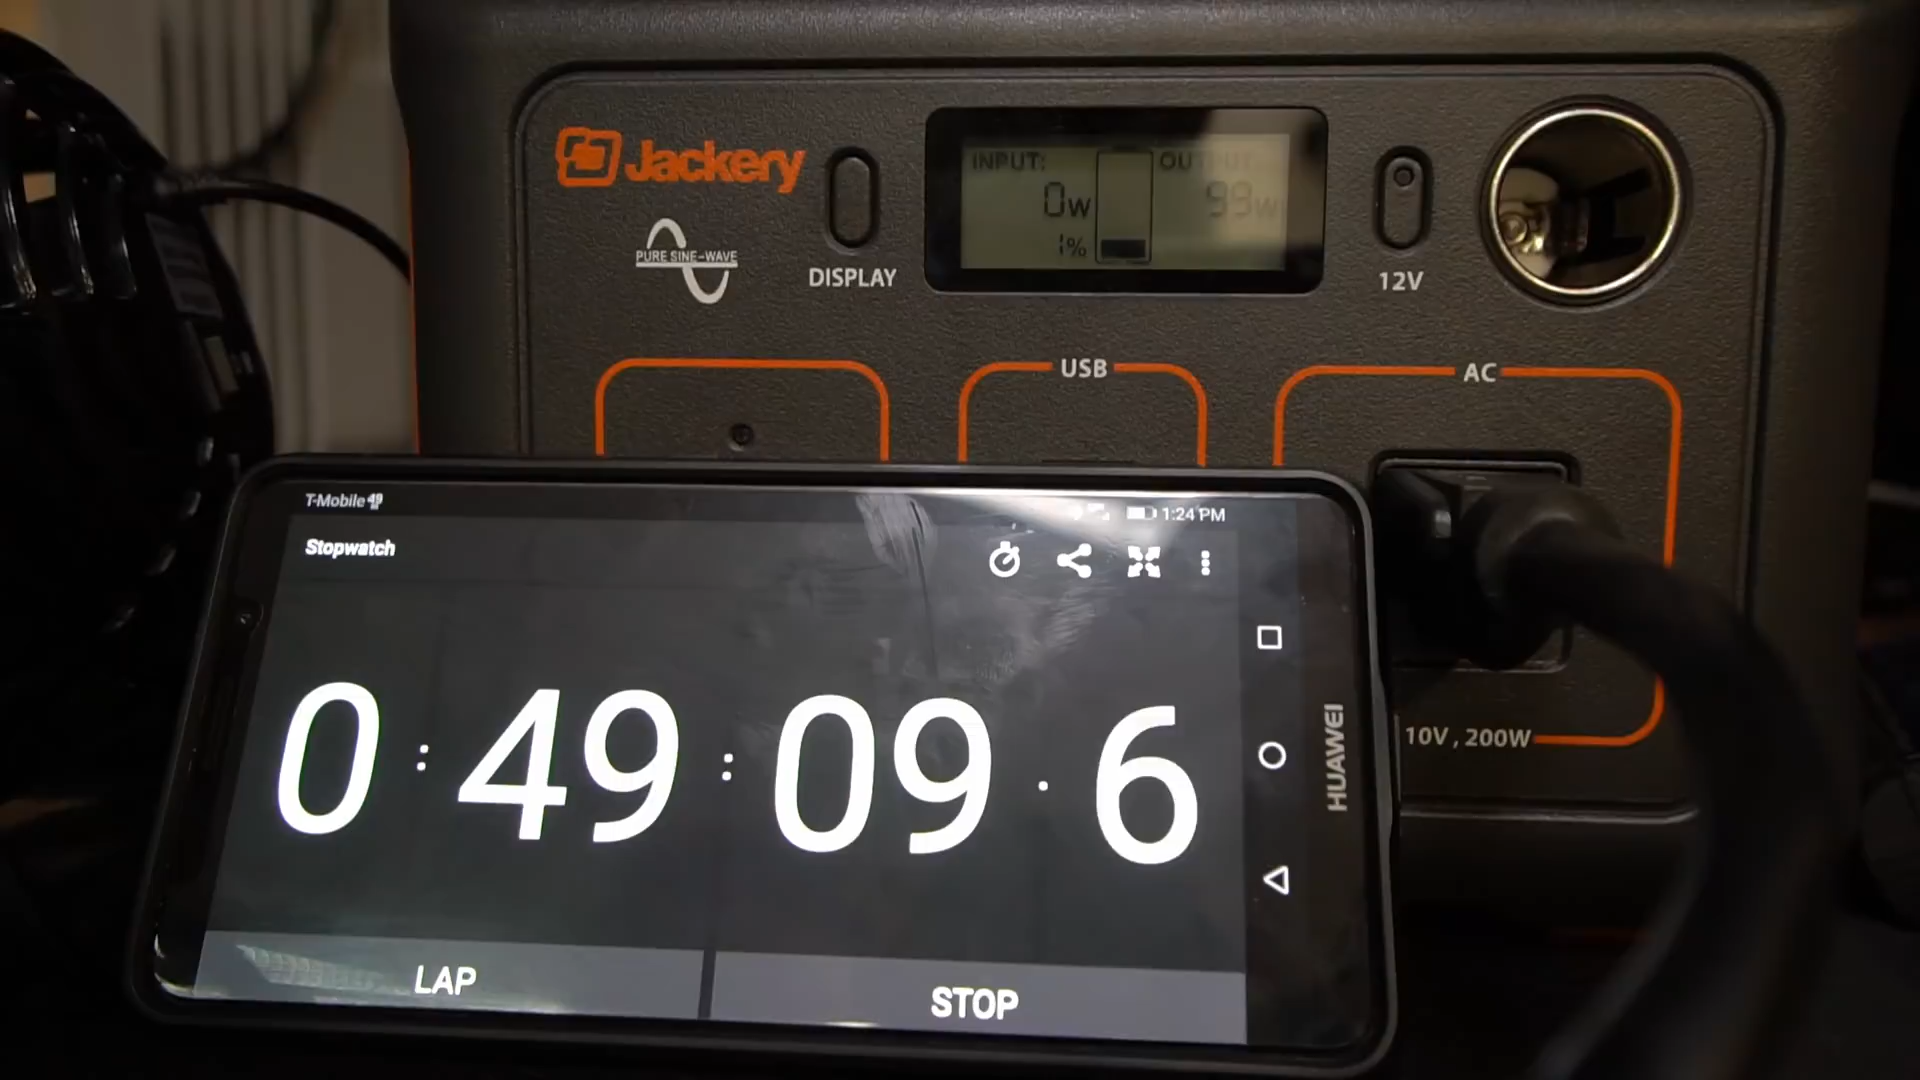 Jackery
PURE SINE-WAVE
DISPLAY
INPUT:
0w
1%
99w
12V
USB
AC
10V, 200W
T-Mobile
1:24 PM
Stopwatch
0:49:09.6
LAP
STOP
HUAWEI